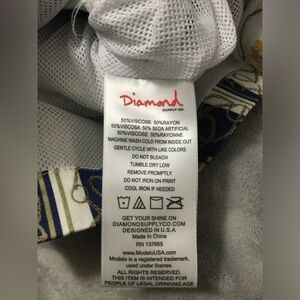 Diamond
SUPPLY CO.
50%VISCOSE 50%RAYON
50%VISCOSA 50% SEDA ARTIFICIAL
50%VISCOSE 50%RAYONNE
MACHINE WASH COLD FROM INSIDE OUT
GENTLE CYCLE WITH LIKE COLORS
DO NOT BLEACH
TUMBLE DRY LOW
REMOVE PROMPTLY
DO NOT IRON ON PRINT
COOL IRON IF NEEDED
GET YOUR SHINE ON
DIAMONDSUPPLYCO.COM
DESIGNED IN U.S.A
Made in China
RN 137665
www.ModeloUSA.com
Modelo is a registered trademark,
used under license.
ALL RIGHTS RESERVED.
THIS ITEM IS INTENDED FOR
PEOPLE OF LEGAL DRINKING AGE